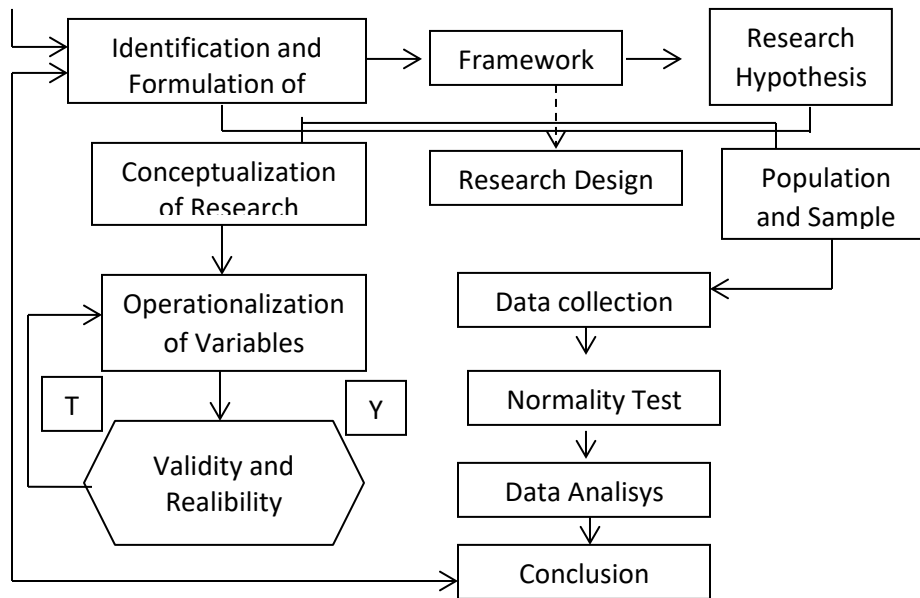 Identification and
Formulation of
Framework
Research
Hypothesis
Conceptualization
of Research
Research Design
Population
and Sample
Operationalization
of Variables
Data collection
T
Y
Normality Test
Validity and
Realibility
Data Analisys
Conclusion